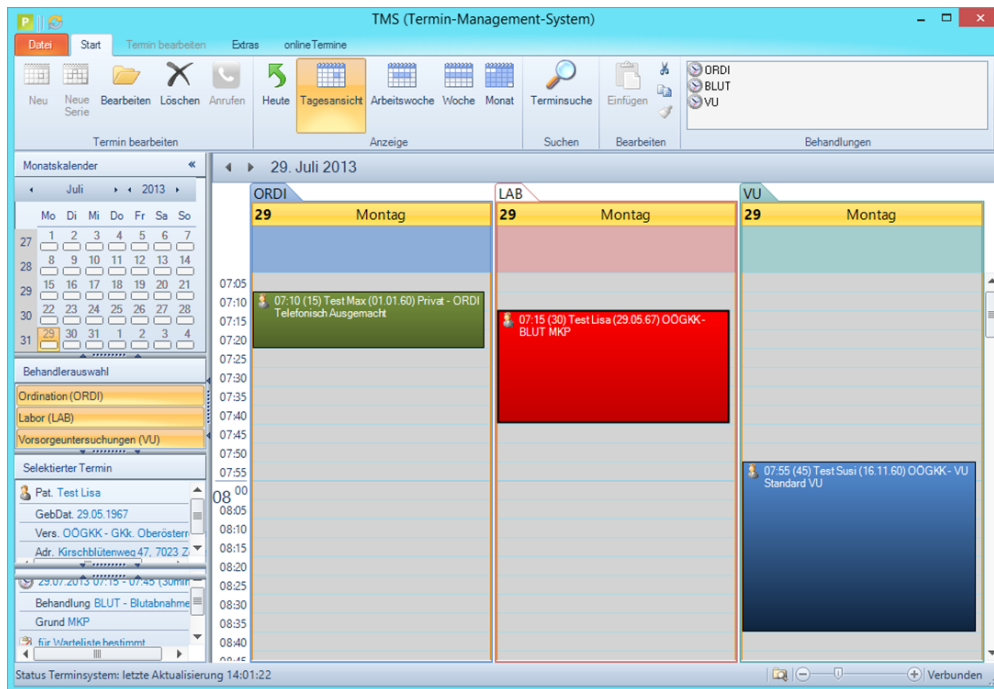 TMS (Termin-Management-System)
Datei Start Termin bearbeiten Extras onlineTermine
Neu
Neue Serie
Bearbeiten
Löschen
Anrufen
Heute
Tagesansicht
Arbeitswoche
Woche
Monat
Terminsuche
Einfügen
ORDI
BLUT
VU
Termin bearbeiten Anzeige Suchen Bearbeiten Behandlungen
Monatskalender «
Juli 2013
Mo Di Mi Do Fr Sa So
27 1 2 3 4 5 6 7
28 8 9 10 11 12 13 14
29 15 16 17 18 19 20 21
30 22 23 24 25 26 27 28
31 29 30 31 1 2 3 4
Behandlerauswahl
Ordination (ORDI)
Labor (LAB)
Vorsorgeuntersuchungen (VU)
Selektierter Termin
Pat. Test Lisa
GebDat. 29.05.1967
Vers. OÖGKK - GKk. Oberösterr
Adr. Kirschblütenweg 47, 7023 Z
29.07.2013 07:15 - 07:45 (30min
Behandlung BLUT - Blutabnahme
Grund MKP
für Warteliste bestimmt
29. Juli 2013
ORDI LAB VU
29 Montag 29 Montag 29 Montag
07:05
07:10
07:15
07:20
07:25
07:30
07:35
07:40
07:45
07:50
07:55
08 00
08:05
08:10
08:15
08:20
08:25
08:30
08:35
08:40
08:45
07:10 (15) Test Max (01.01.60) Privat - ORDI
Telefonisch Ausgemacht
07:15 (30) Test Lisa (29.05.67) OÖGKK -
BLUT MKP
07:55 (45) Test Susi (16.11.60) OÖGKK - VU
Standard VU
Status Terminsystem: letzte Aktualisierung 14:01:22
Verbunden